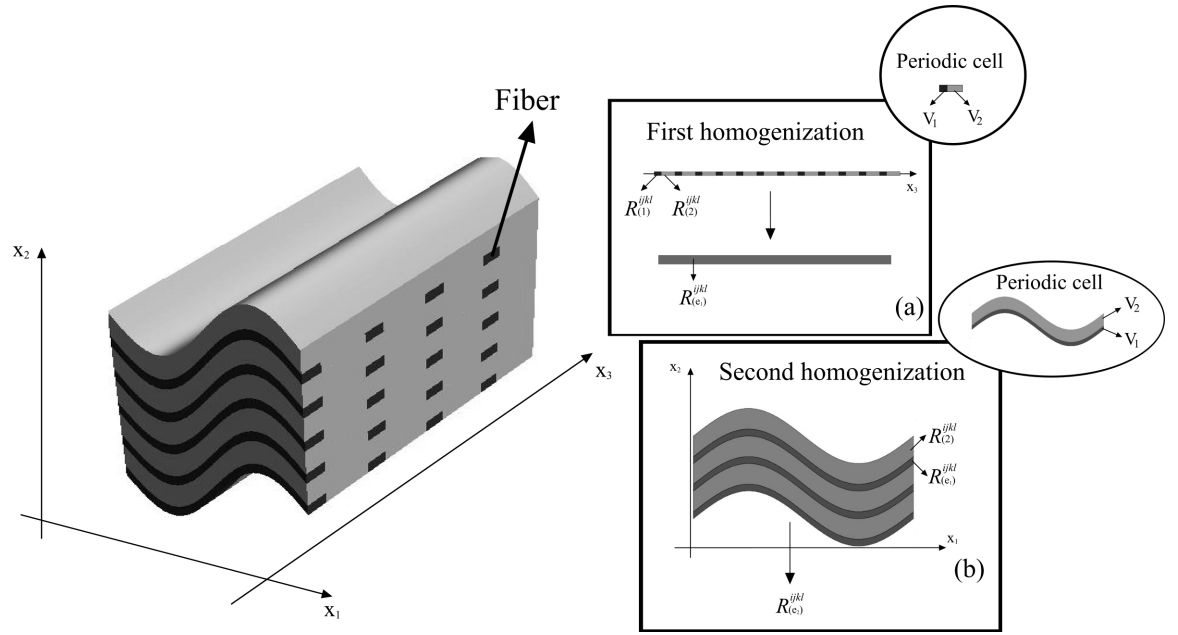 Fiber
x₂
x₁
x₃
Periodic cell
V₁ V₂
First homogenization
x₃
R₍₁₎^ijkl R₍₂₎^ijkl
R₍e₁₎^ijkl
(a)
Periodic cell
V₂
V₁
Second homogenization
x₂
R₍₂₎^ijkl
R₍e₁₎^ijkl
x₁
(b)
R₍e₂₎^ijkl